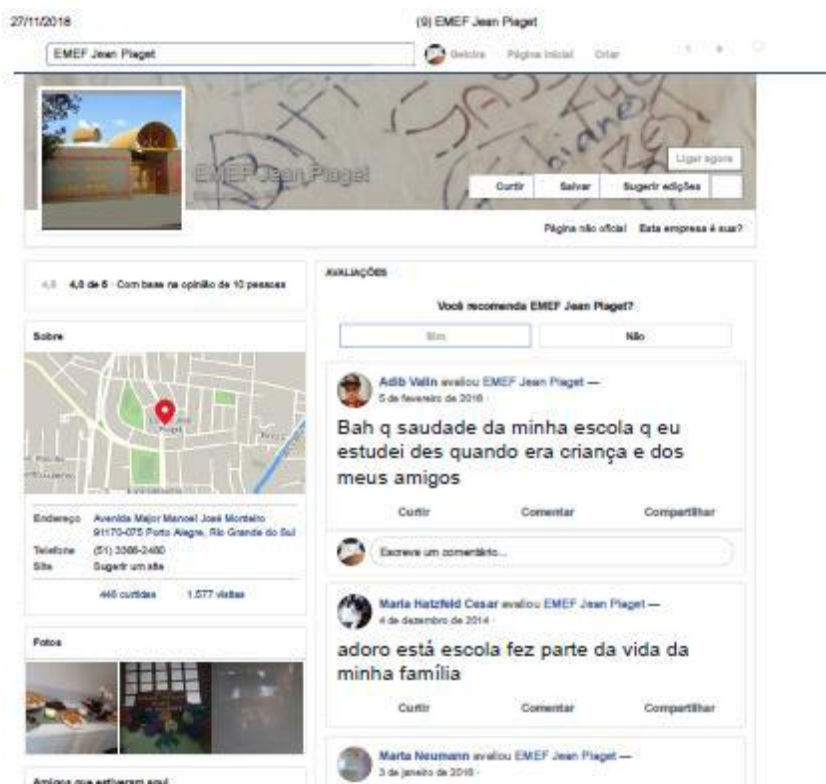 27/11/2018 (9) EMEF Jean Piaget
EMEF Jean Piaget
Página Inicial Criar
EMEF Jean Piaget
Ligar agora
Curtir Salvar Sugerir edições
Página não oficial Esta empresa é sua?
4,8 de 5 · Com base na opinião de 10 pessoas
Sobre
Endereço Avenida Major Manoel José Monteiro
91170-075 Porto Alegre, Rio Grande do Sul
Telefone
Site Sugerir um site
curtidas 1.577 visitas
Fotos
Amigos que estiveram aqui
AVALIAÇÕES
Você recomenda EMEF Jean Piaget?
Sim Não
Adib Valin avaliou EMEF Jean Piaget —
5 de fevereiro de
Bah q saudade da minha escola q eu
estudei des quando era criança e dos
meus amigos
Curtir Comentar Compartilhar
Escreva um comentário...
Maria Hatzfeld Cesar avaliou EMEF Jean Piaget —
4 de dezembro de 2014
adoro está escola fez parte da vida da
minha família
Curtir Comentar Compartilhar
Marta Neumann avaliou EMEF Jean Piaget —
3 de janeiro de